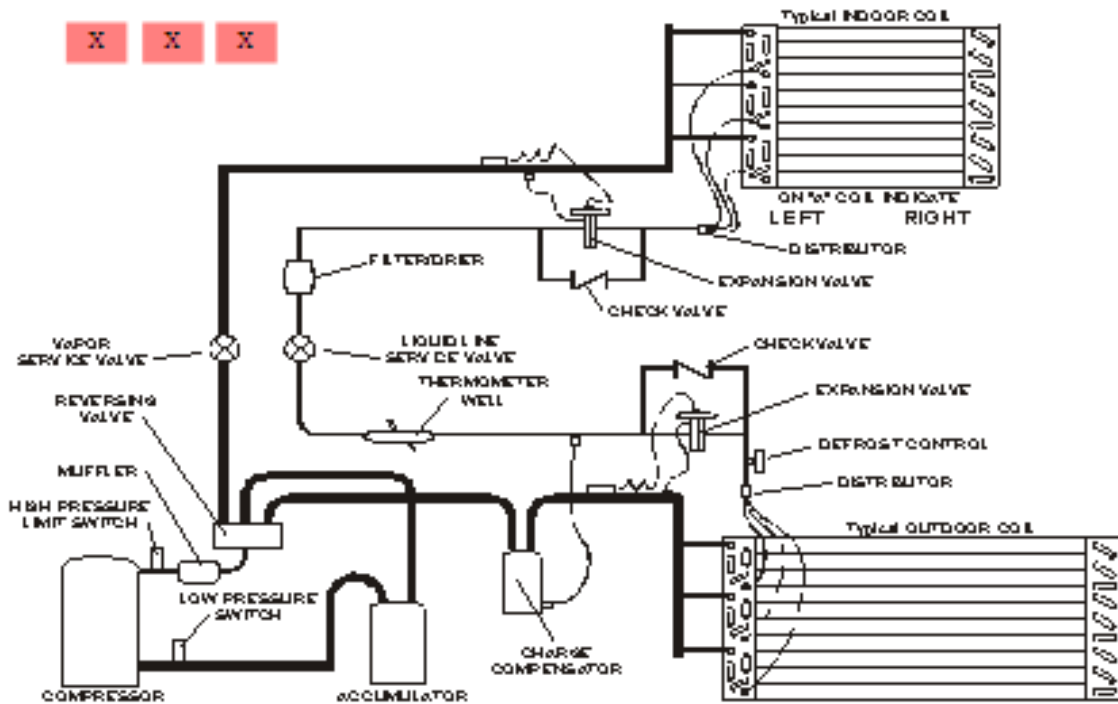 X X X
Typical INDOOR COIL
ON "A" COIL INDICATE
LEFT RIGHT
DISTRIBUTOR
FILTER/DRIER
EXPANSION VALVE
CHECK VALVE
VAPOR
SERVICE VALVE
LIQUID LINE
SERVICE VALVE
CHECK VALVE
THERMOMETER
WELL
EXPANSION VALVE
REVERSING
VALVE
DEFROST CONTROL
MUFFLER
DISTRIBUTOR
HIGH PRESSURE
LIMIT SWITCH
Typical OUTDOOR COIL
LOW PRESSURE
SWITCH
CHARGE
COMPENSATOR
COMPRESSOR
ACCUMULATOR